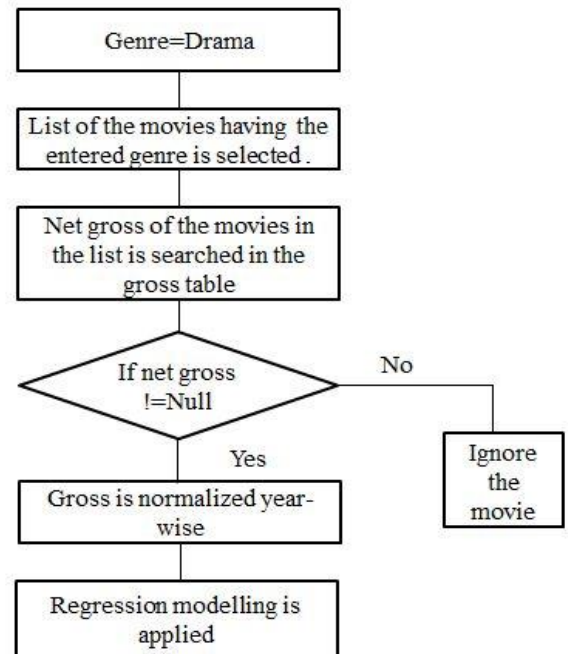 Genre=Drama
List of the movies having the
entered genre is selected .
Net gross of the movies in
the list is searched in the
gross table
If net gross
!=Null
No
Yes
Ignore
the
movie
Gross is normalized year-
wise
Regression modelling is
applied